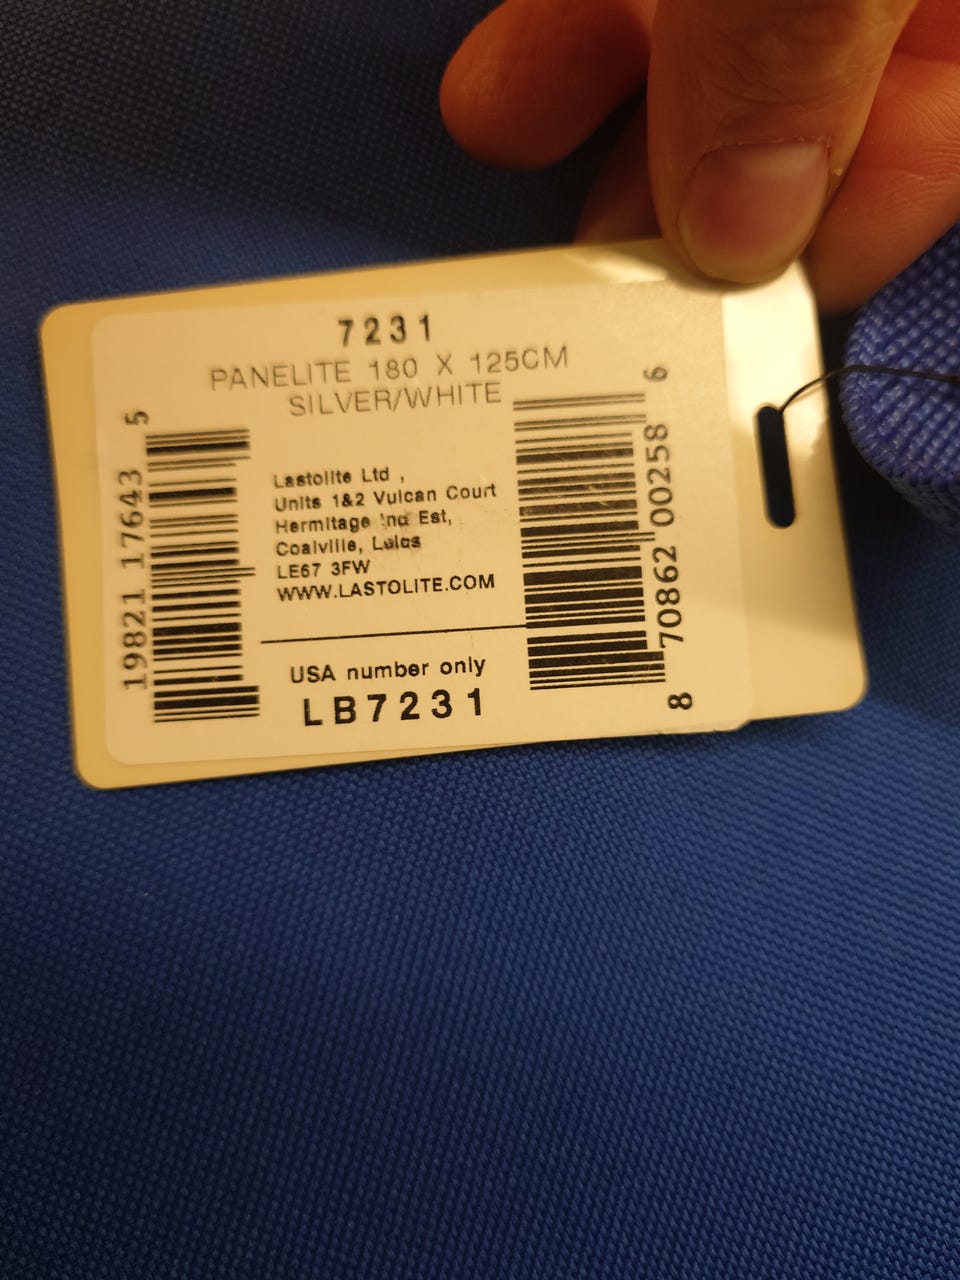 7231
PANELITE 180 X 125CM
SILVER/WHITE
19821 17643 5
Lastolite Ltd ,
Units 1&2 Vulcan Court
Hermitage Ind Est,
Coalville, Leics
LE67 3FW
WWW.LASTOLITE.COM
USA number only
LB7231
8 70862 00258 6